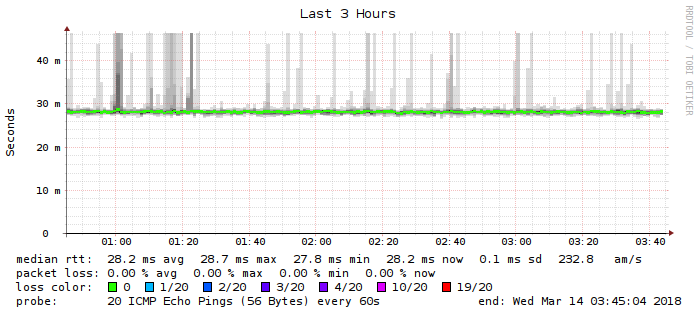 Last 3 Hours
RRDTOOL / TOBI OETIKER
Seconds
40 m
30 m
20 m
10 m
0
01:00 01:20 01:40 02:00 02:20 02:40 03:00 03:20 03:40
median rtt: 28.2 ms avg 28.7 ms max 27.8 ms min 28.2 ms now 0.1 ms sd 232.8 am/s
packet loss: 0.00 % avg 0.00 % max 0.00 % min 0.00 % now
loss color: 0 1/20 2/20 3/20 4/20 10/20 19/20
probe: 20 ICMP Echo Pings (56 Bytes) every 60s end: Wed Mar 14 03:45:04 2018